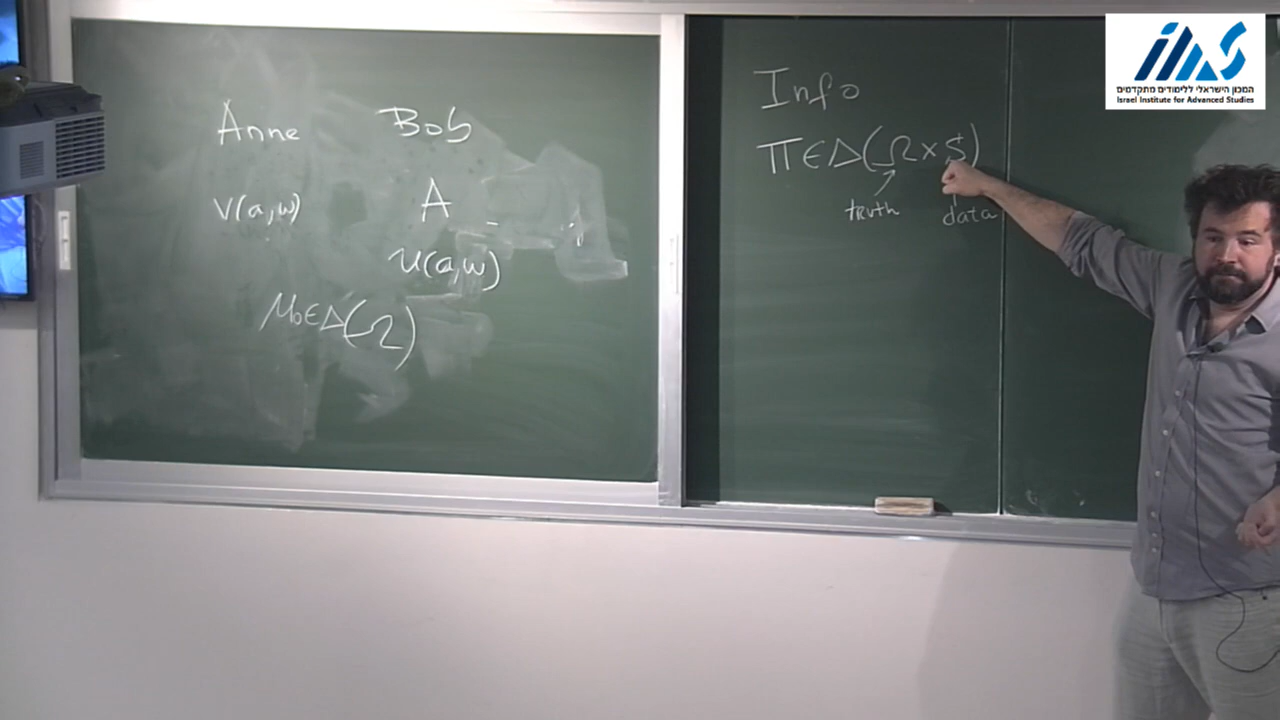 Anne Bob
v(a,w) A
u(a,w)
μ₀∈Δ(Ω)
Info
Π∈Δ(Ω×S)
truth data
המכון הישראלי ללימודים מתקדמים
Israel Institute for Advanced Studies